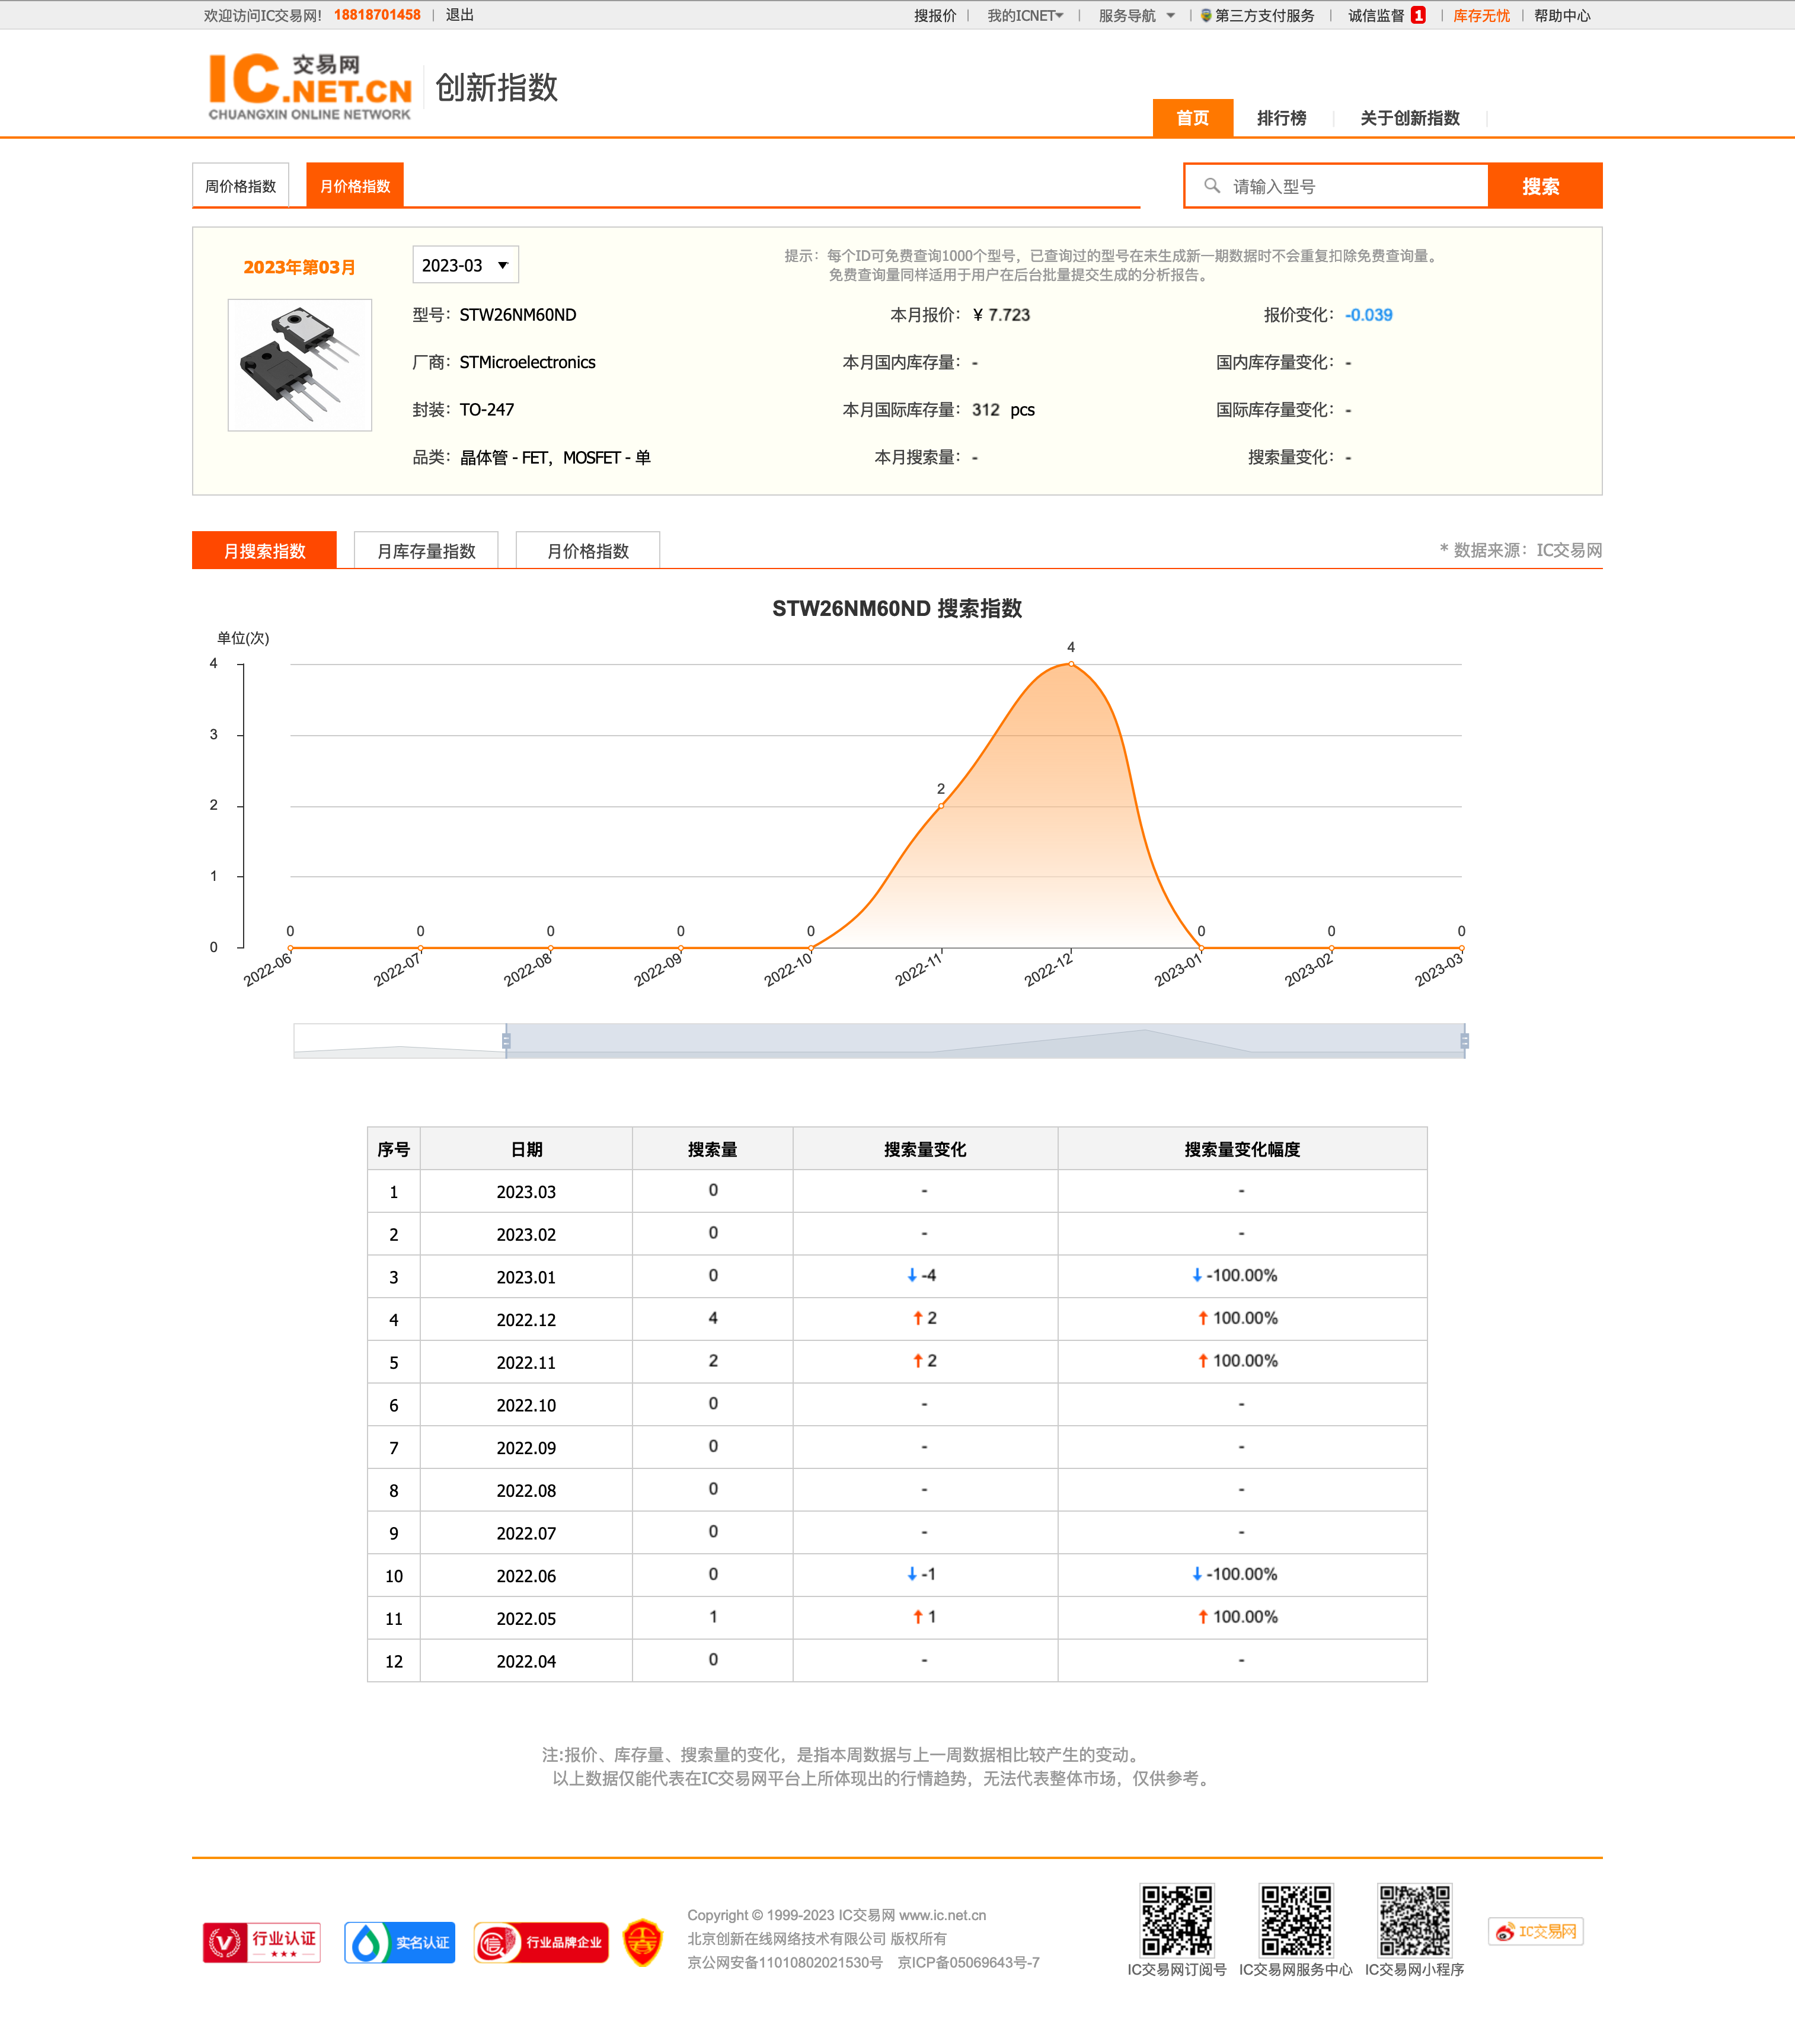 欢迎访问IC交易网! 18818701458 | 退出 搜报价 | 我的ICNET | 服务导航 | 第三方支付服务 | 诚信监督 1 | 库存无忧 | 帮助中心
IC交易网.NET.CN
CHUANGXIN ONLINE NETWORK
创新指数
首页 排行榜 关于创新指数
周价格指数 月价格指数 请输入型号 搜索
2023年第03月 2023-03
提示：每个ID可免费查询1000个型号，已查询过的型号在未生成新一期数据时不会重复扣除免费查询量。
免费查询量同样适用于用户在后台批量提交生成的分析报告。
型号：STW26NM60ND 本月报价：¥ 7.723 报价变化：-0.039
厂商：STMicroelectronics 本月国内库存量：- 国内库存量变化：-
封装：TO-247 本月国际库存量：312 pcs 国际库存量变化：-
品类：晶体管 - FET，MOSFET - 单 本月搜索量：- 搜索量变化：-
月搜索指数 月库存量指数 月价格指数 * 数据来源：IC交易网
STW26NM60ND 搜索指数
单位(次)
4
4
3
2
2
1
0
0 0 0 0 0 0 0 0
2022-06 2022-07 2022-08 2022-09 2022-10 2022-11 2022-12 2023-01 2023-02 2023-03
序号 日期 搜索量 搜索量变化 搜索量变化幅度
1 2023.03 0 - -
2 2023.02 0 - -
3 2023.01 0 ↓ -4 ↓ -100.00%
4 2022.12 4 ↑ 2 ↑ 100.00%
5 2022.11 2 ↑ 2 ↑ 100.00%
6 2022.10 0 - -
7 2022.09 0 - -
8 2022.08 0 - -
9 2022.07 0 - -
10 2022.06 0 ↓ -1 ↓ -100.00%
11 2022.05 1 ↑ 1 ↑ 100.00%
12 2022.04 0 - -
注:报价、库存量、搜索量的变化，是指本周数据与上一周数据相比较产生的变动。
以上数据仅能代表在IC交易网平台上所体现出的行情趋势，无法代表整体市场，仅供参考。
行业认证
实名认证
信 行业品牌企业
Copyright © 1999-2023 IC交易网 www.ic.net.cn
北京创新在线网络技术有限公司 版权所有
京公网安备11010802021530号 京ICP备05069643号-7
IC交易网订阅号 IC交易网服务中心 IC交易网小程序
IC交易网